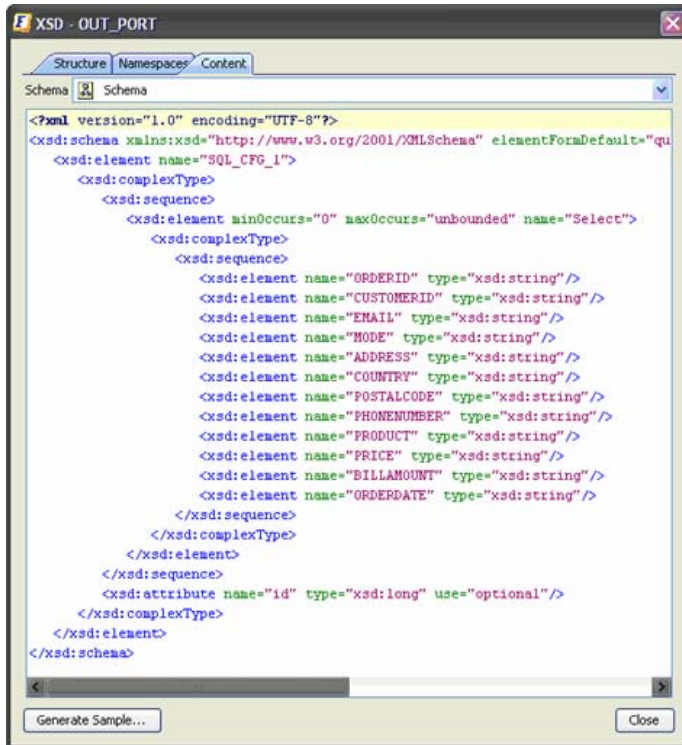 XSD - OUT_PORT
Structure Namespaces Content
Schema Schema
<?xml version="1.0" encoding="UTF-8"?>
<xsd:schema xmlns:xsd="http://www.w3.org/2001/XMLSchema" elementFormDefault="qu
<xsd:element name="SQL_CFG_1">
<xsd:complexType>
<xsd:sequence>
<xsd:element minOccurs="0" maxOccurs="unbounded" name="Select">
<xsd:complexType>
<xsd:sequence>
<xsd:element name="ORDERID" type="xsd:string"/>
<xsd:element name="CUSTOMERID" type="xsd:string"/>
<xsd:element name="EMAIL" type="xsd:string"/>
<xsd:element name="MODE" type="xsd:string"/>
<xsd:element name="ADDRESS" type="xsd:string"/>
<xsd:element name="COUNTRY" type="xsd:string"/>
<xsd:element name="POSTALCODE" type="xsd:string"/>
<xsd:element name="PHONENUMBER" type="xsd:string"/>
<xsd:element name="PRODUCT" type="xsd:string"/>
<xsd:element name="PRICE" type="xsd:string"/>
<xsd:element name="BILLAMOUNT" type="xsd:string"/>
<xsd:element name="ORDERDATE" type="xsd:string"/>
</xsd:sequence>
</xsd:complexType>
</xsd:element>
</xsd:sequence>
<xsd:attribute name="id" type="xsd:long" use="optional"/>
</xsd:complexType>
</xsd:element>
</xsd:schema>
Generate Sample... Close